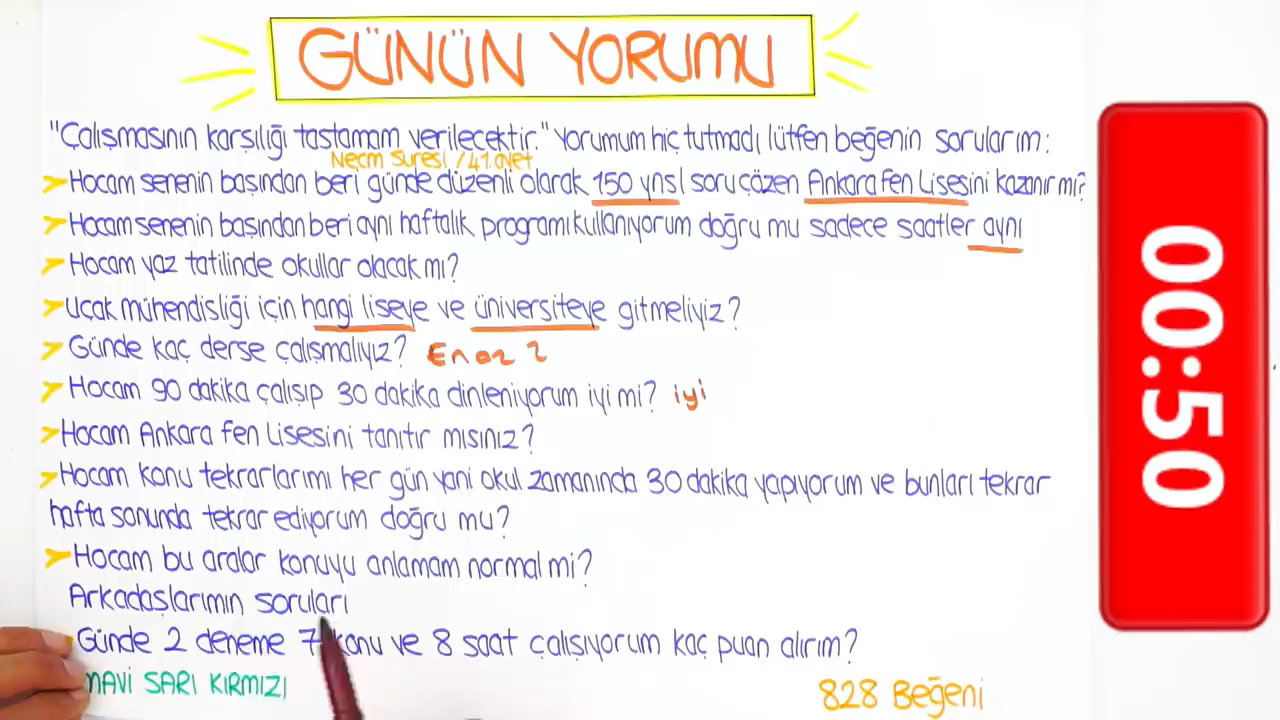 GÜNÜN YORUMU
"Çalışmasının karşılığı tastamam verilecektir." Yorumum hiç tutmadı lütfen beğenin sorularım:
Necm Suresi / 41. ayet
➤Hocam senenin başından beri günde düzenli olarak 150 ynsl soru çözen Ankara fen Lisesini kazanır mı?
➤Hocam senenin başından beri aynı haftalık programı kullanıyorum doğru mu sadece saatler aynı
➤Hocam yaz tatilinde okullar olacak mı?
➤Uçak mühendisliği için hangi liseye ve üniversiteye gitmeliyiz?
➤Günde kaç derse çalışmalıyız? En az 2
➤Hocam 90 dakika çalışıp 30 dakika dinleniyorum iyi mi? iyi
➤Hocam Ankara fen Lisesini tanıtır mısınız?
➤Hocam konu tekrarlarımı her gün yani okul zamanında 30 dakika yapıyorum ve bunları tekrar
hafta sonunda tekrar ediyorum doğru mu?
➤Hocam bu aralar konuyu anlamam normal mi?
Arkadaşlarımın soruları
Günde 2 deneme 7 konu ve 8 saat çalışıyorum kaç puan alırım?
MAVİ SARI KIRMIZI
828 Beğeni
00:50